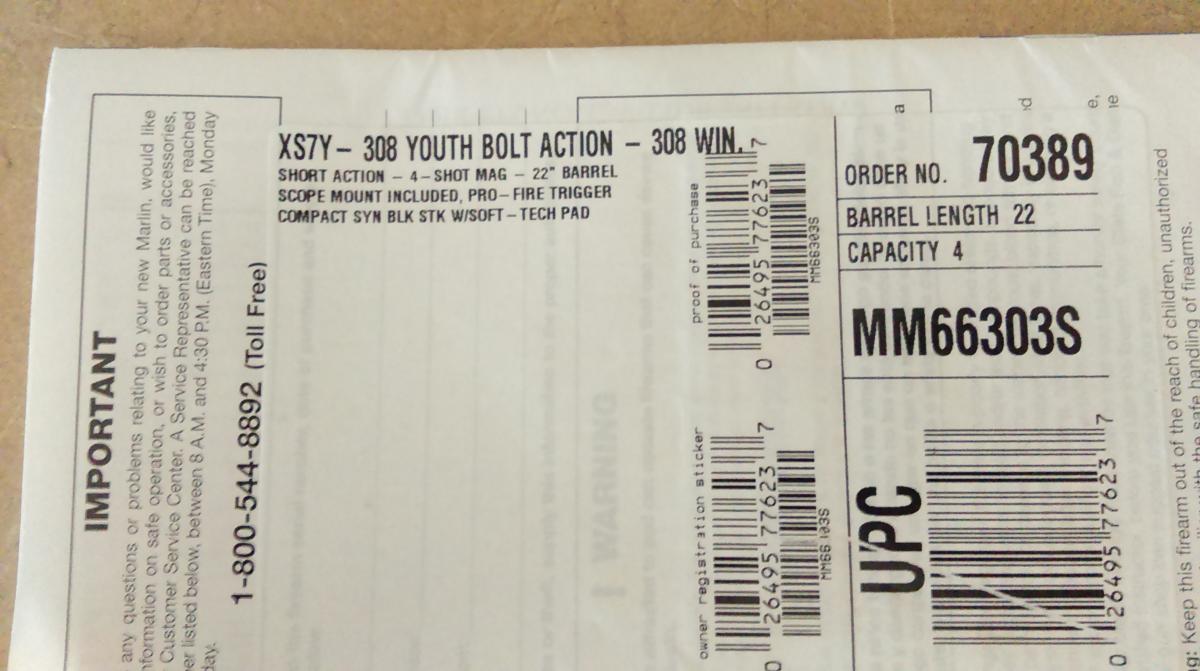 IMPORTANT
any questions or problems relating to your new Marlin, would like
information on safe operation, or wish to order parts or accessories,
Customer Service Center. A Service Representative can be reached
listed below, between 8 A.M. and 4:30 P.M. (Eastern Time), Monday
1-800-544-8892 (Toll Free)
XS7Y- 308 YOUTH BOLT ACTION - 308 WIN.
SHORT ACTION - 4-SHOT MAG - 22" BARREL
SCOPE MOUNT INCLUDED, PRO-FIRE TRIGGER
COMPACT SYN BLK STK W/SOFT-TECH PAD
proof of purchase
0 26495 77623 7
MM66303S
owner registration sticker
0 26495 77623 7
MM66303S
ORDER NO. 70389
BARREL LENGTH 22
CAPACITY 4
MM66303S
UPC
0 26495 77623 7
WARNING
Keep this firearm out of the reach of children, unauthorized
safe handling of firearms.